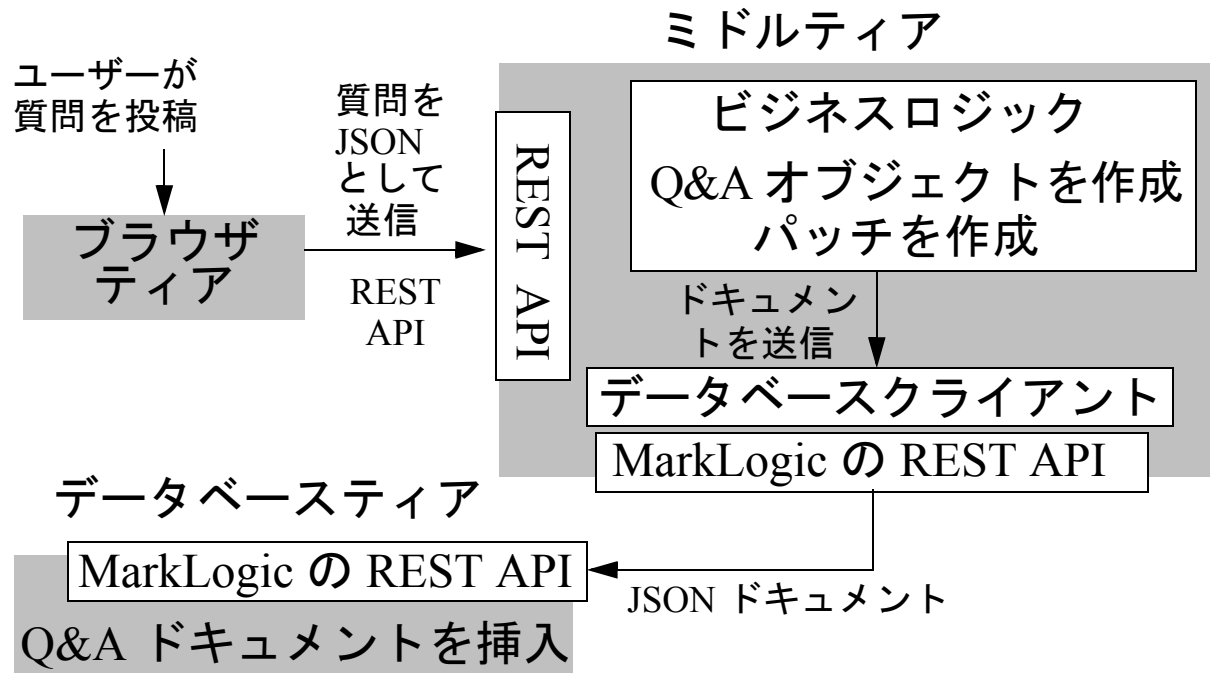 ミドルティア
ユーザーが
質問を投稿
質問を
JSON
として
送信
REST
API
ブラウザ
ティア
REST API
ビジネスロジック
Q&A オブジェクトを作成
パッチを作成
ドキュメン
トを送信
データベースクライアント
MarkLogic の REST API
データベースティア
MarkLogic の REST API
JSON ドキュメント
Q&A ドキュメントを挿入